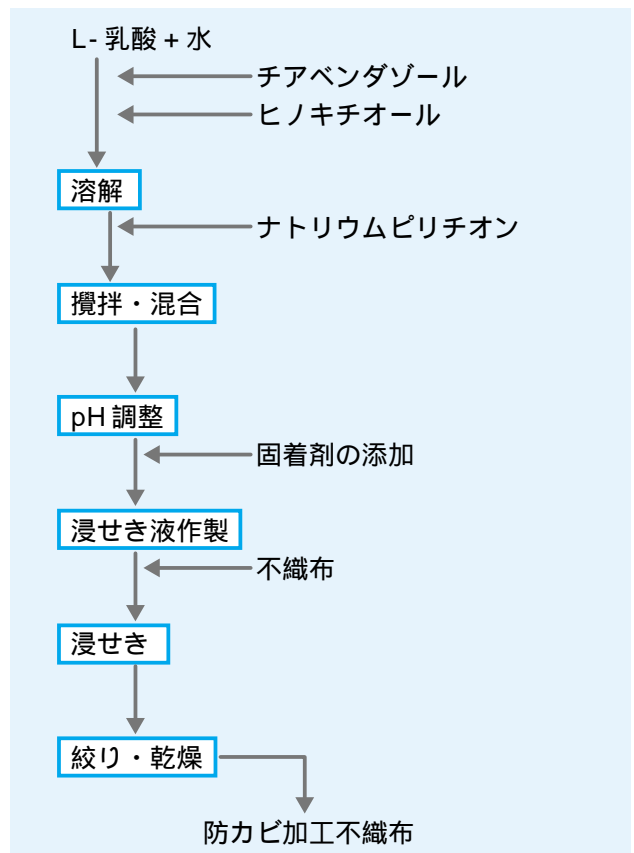 L-乳酸+水
チアベンダゾール
ヒノキチオール
溶解
ナトリウムピリチオン
攪拌・混合
pH調整
固着剤の添加
浸せき液作製
不織布
浸せき
絞り・乾燥
防カビ加工不織布